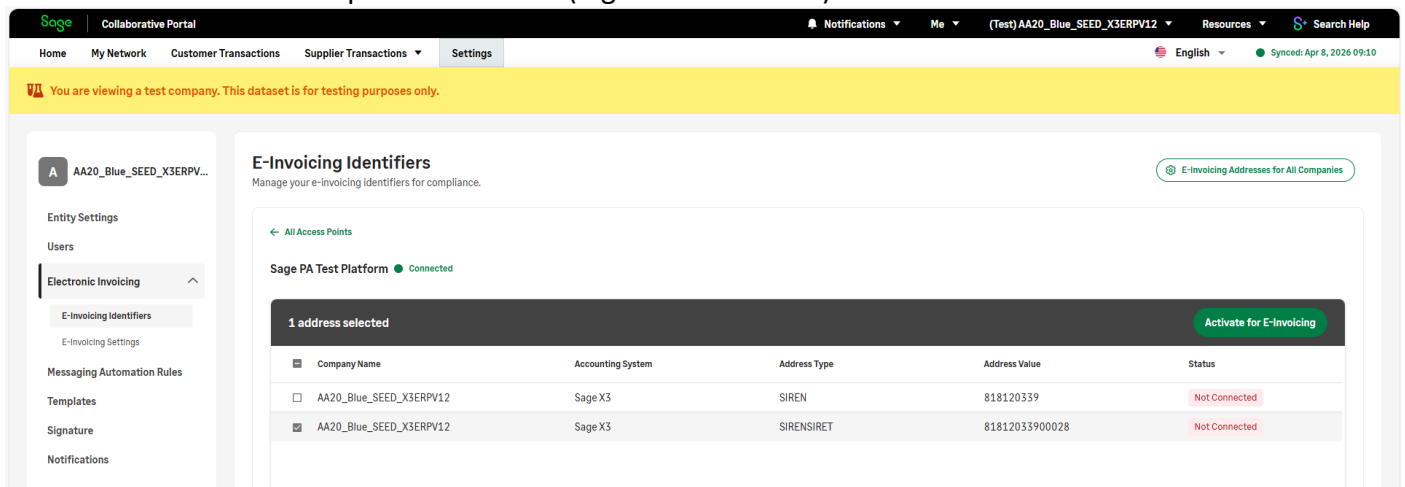 Sage Collaborative Portal Notifications Me (Test) AA20_Blue_SEED_X3ERPV12 Resources Search Help
Home My Network Customer Transactions Supplier Transactions Settings English Synced: Apr 8, 2026 09:10
You are viewing a test company. This dataset is for testing purposes only.
A AA20_Blue_SEED_X3ERPV...
Entity Settings
Users
Electronic Invoicing
E-Invoicing Identifiers
E-Invoicing Settings
Messaging Automation Rules
Templates
Signature
Notifications
E-Invoicing Identifiers
Manage your e-invoicing identifiers for compliance.
E-Invoicing Addresses for All Companies
All Access Points
Sage PA Test Platform Connected
1 address selected Activate for E-Invoicing
Company Name Accounting System Address Type Address Value Status
AA20_Blue_SEED_X3ERPV12 Sage X3 SIREN 818120339 Not Connected
AA20_Blue_SEED_X3ERPV12 Sage X3 SIRENSIRET 81812033900028 Not Connected